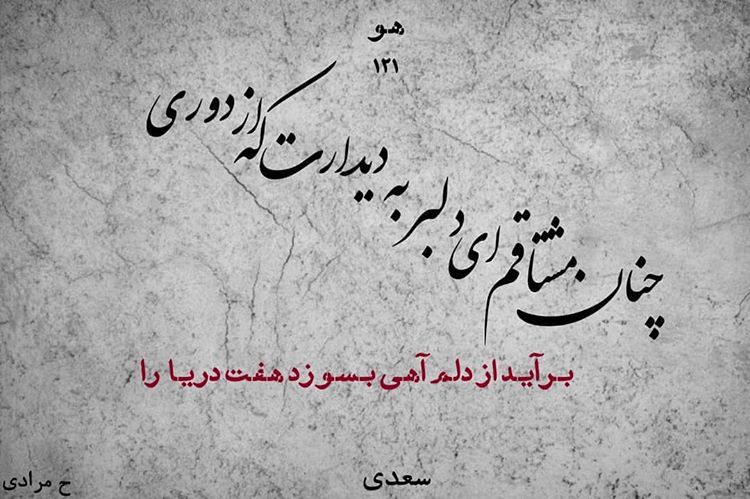 هو
۱۲۱
چنان مشتاقم ای دلبر به دیدارت که از دوری
برآید از دلم آهی بسوزد هفت دریا را
سعدی
ح مرادی